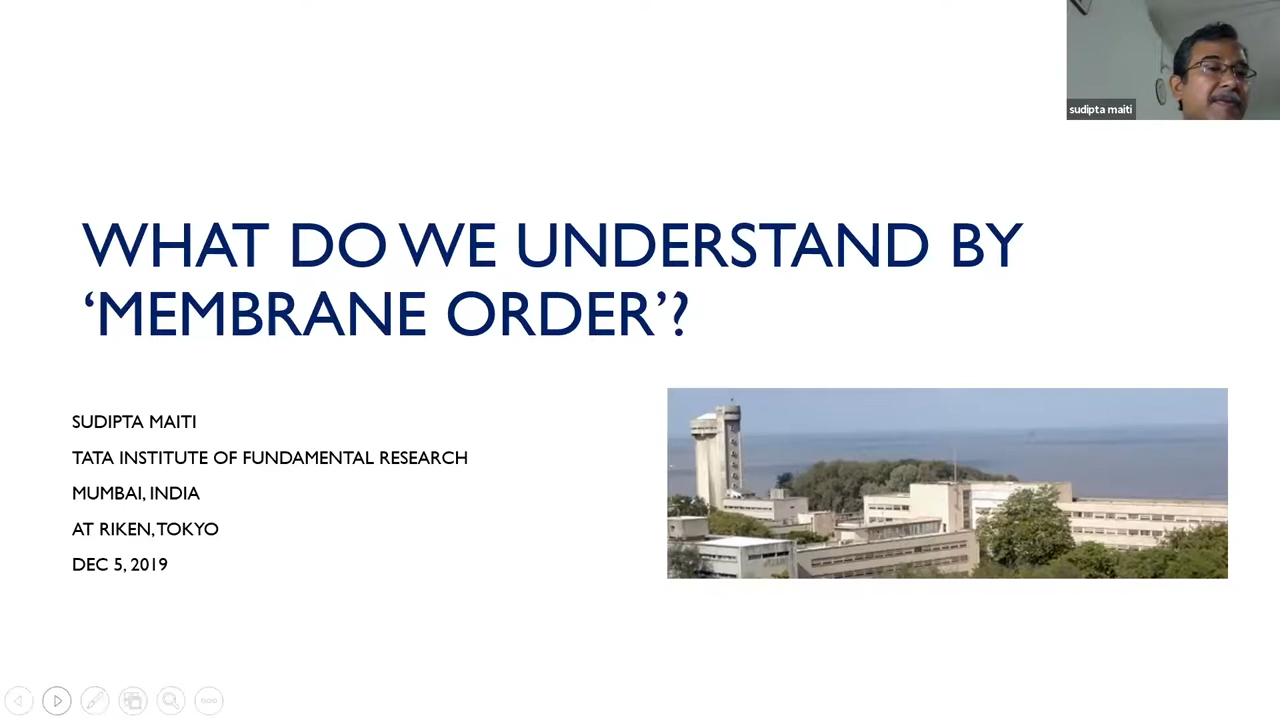 sudipta maiti
WHAT DO WE UNDERSTAND BY
‘MEMBRANE ORDER’?
SUDIPTA MAITI
TATA INSTITUTE OF FUNDAMENTAL RESEARCH
MUMBAI, INDIA
AT RIKEN, TOKYO
DEC 5, 2019